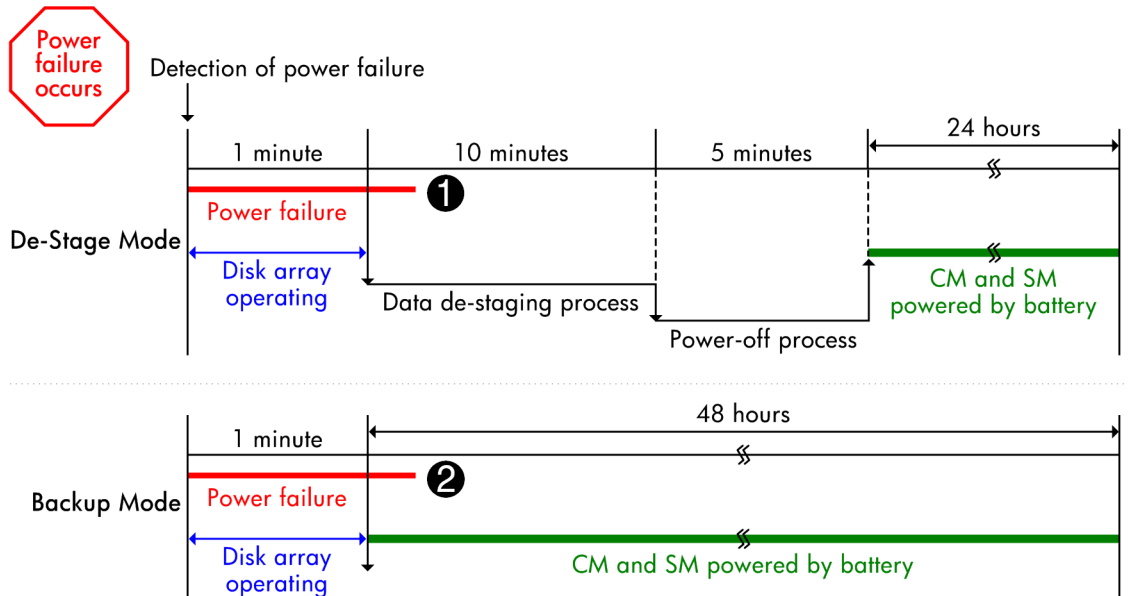 Power
failure
occurs
Detection of power failure
1 minute
10 minutes
5 minutes
24 hours
1
Power failure
De-Stage Mode
Disk array
operating
Data de-staging process
Power-off process
CM and SM
powered by battery
48 hours
1 minute
2
Power failure
Backup Mode
Disk array
operating
CM and SM powered by battery